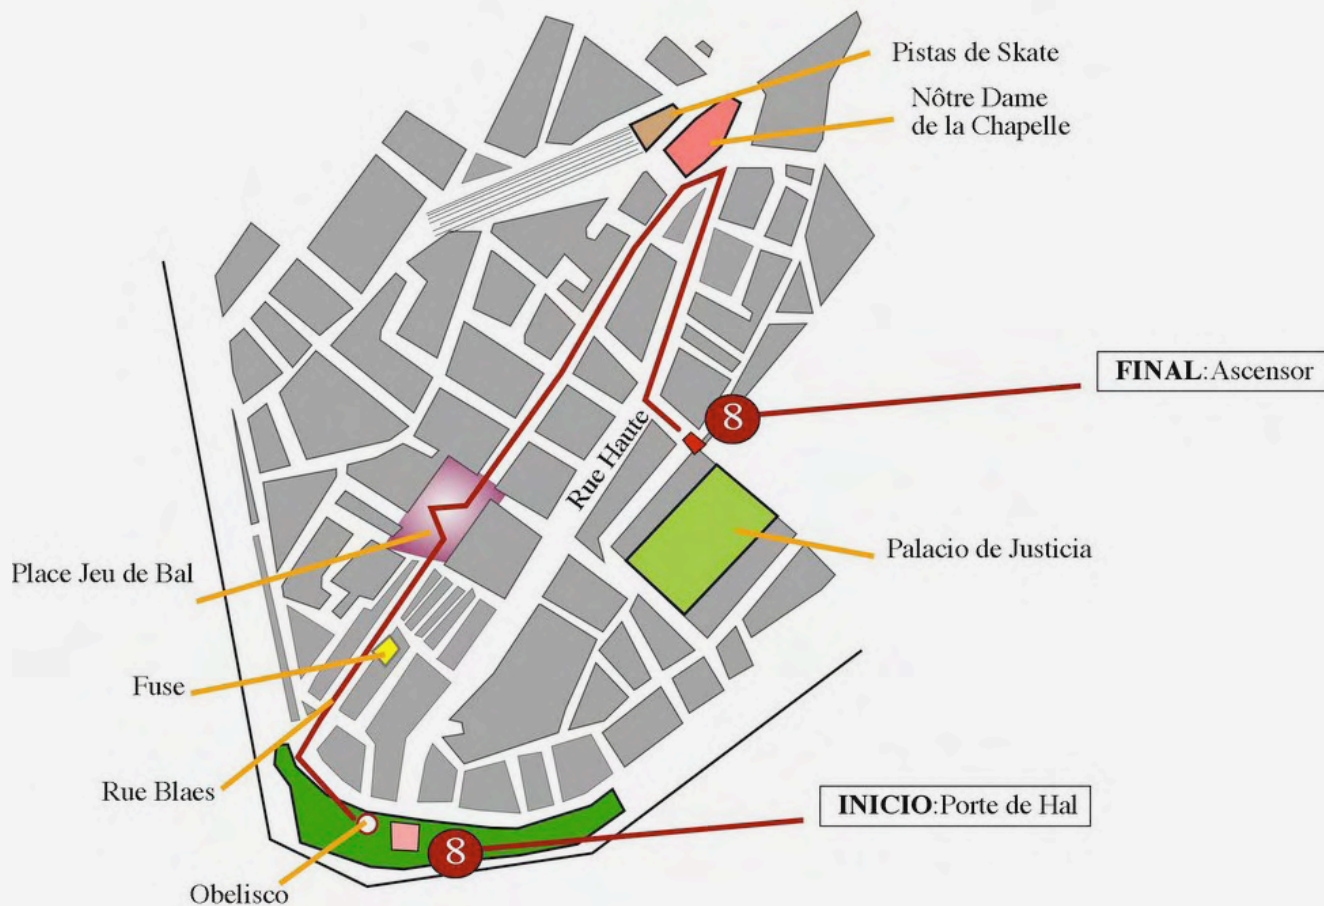 Pistas de Skate
Nôtre Dame
de la Chapelle
FINAL:Ascensor
8
Rue Haute
Palacio de Justicia
Place Jeu de Bal
Fuse
Rue Blaes
INICIO:Porte de Hal
8
Obelisco